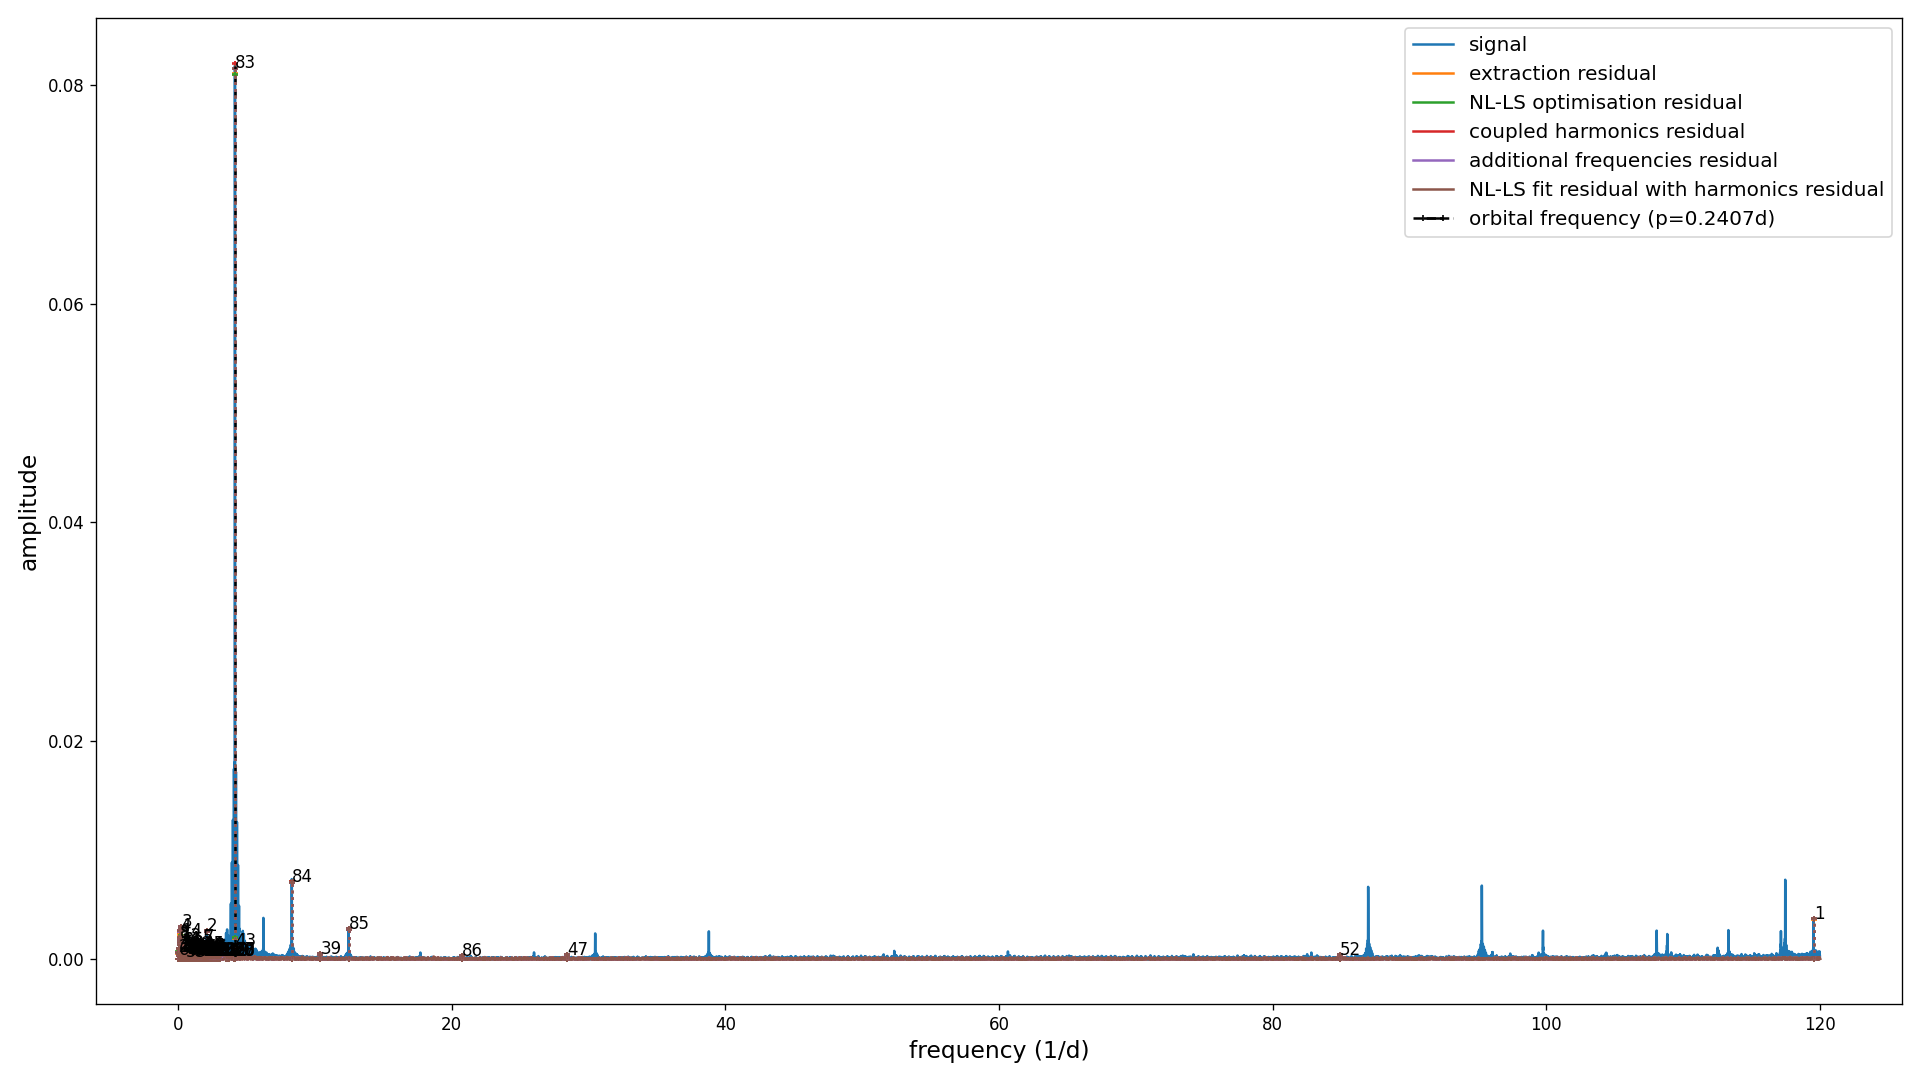 83
signal
extraction residual
NL-LS optimisation residual
coupled harmonics residual
additional frequencies residual
NL-LS fit residual with harmonics residual
orbital frequency (p=0.2407d)
0.08
0.06
0.04
0.02
0.00
amplitude
84
3
2
85
43
39
86
47
52
1
0
20
40
60
80
100
120
frequency (1/d)